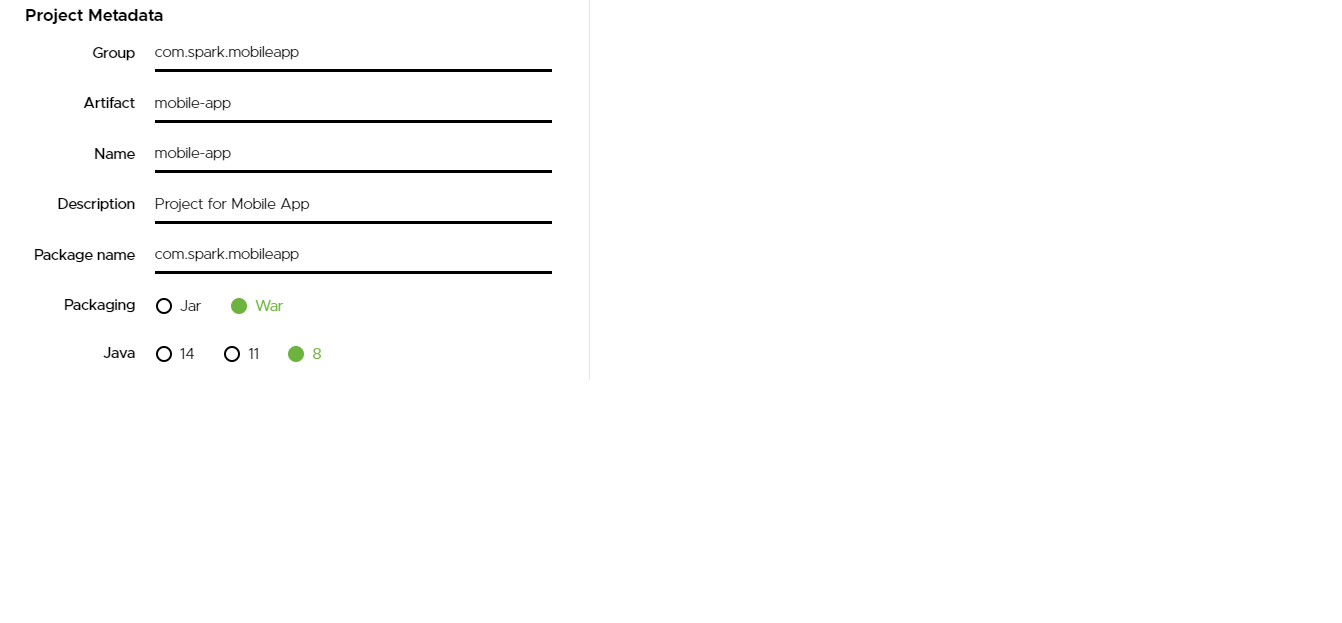 Project Metadata
Group com.spark.mobileapp
Artifact mobile-app
Name mobile-app
Description Project for Mobile App
Package name com.spark.mobileapp
Packaging Jar War
Java 14 11 8